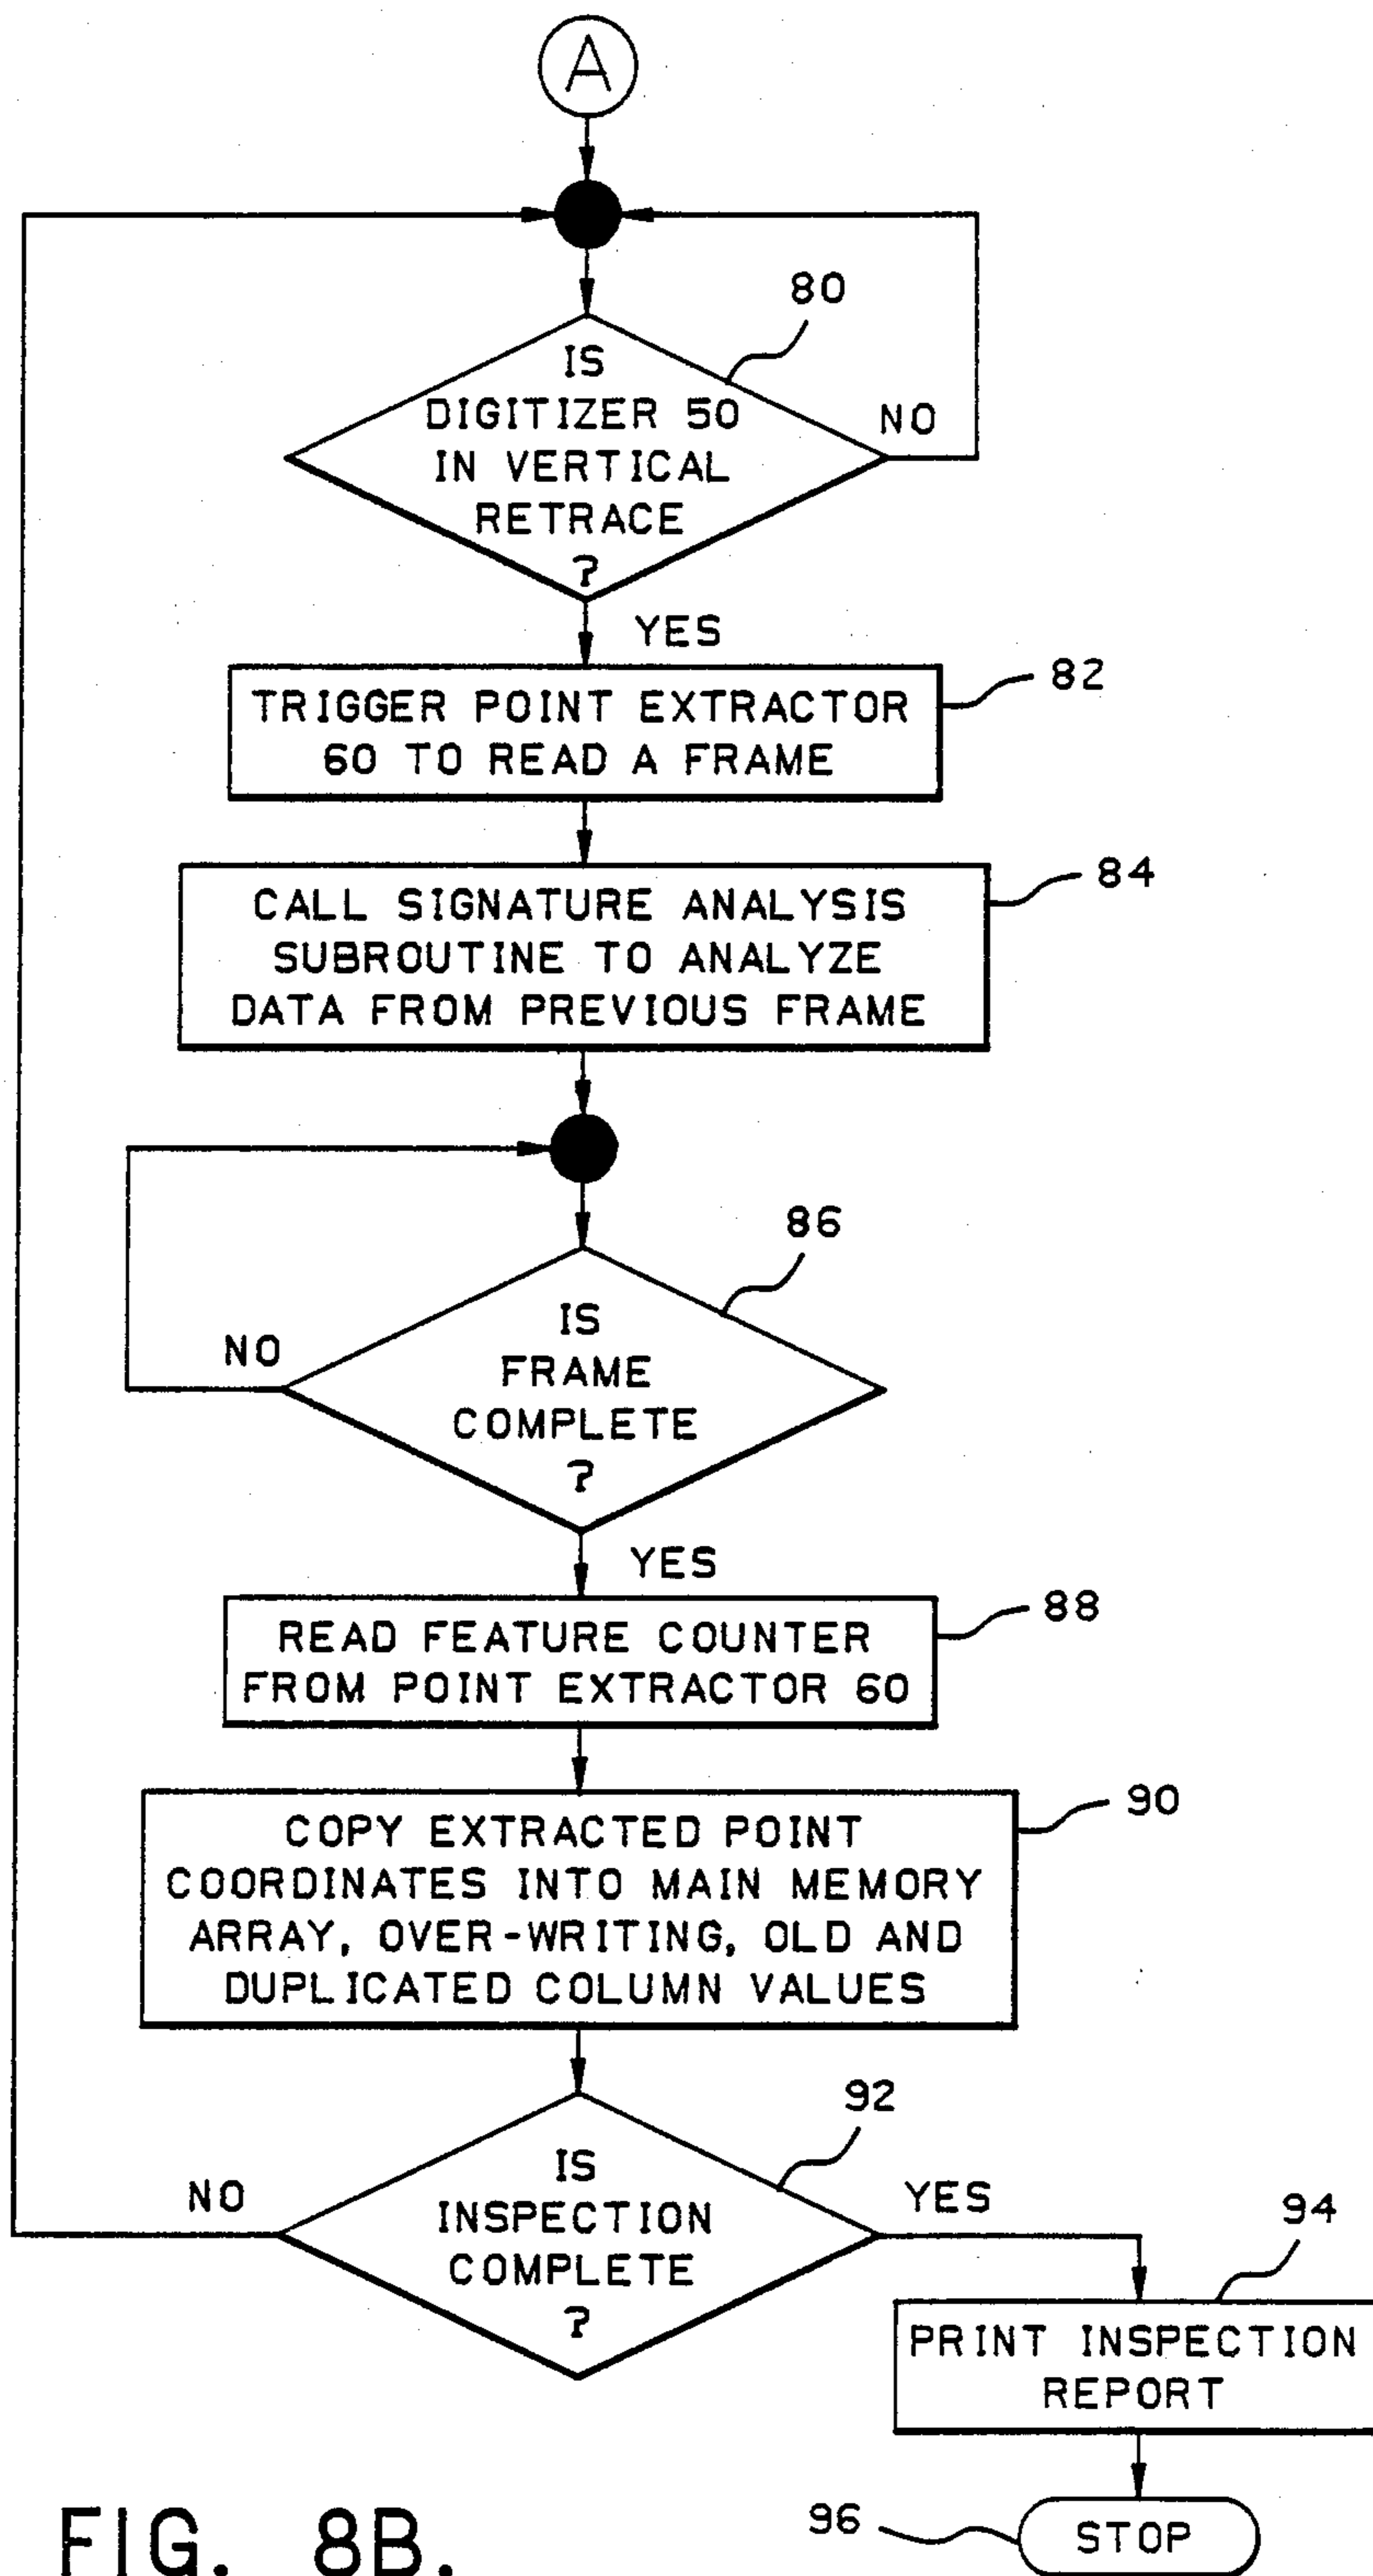 A
80
IS
DIGITIZER 50
IN VERTICAL
RETRACE
?
NO
YES
82
TRIGGER POINT EXTRACTOR
60 TO READ A FRAME
84
CALL SIGNATURE ANALYSIS
SUBROUTINE TO ANALYZE
DATA FROM PREVIOUS FRAME
86
IS
FRAME
COMPLETE
?
NO
YES
88
READ FEATURE COUNTER
FROM POINT EXTRACTOR 60
90
COPY EXTRACTED POINT
COORDINATES INTO MAIN MEMORY
ARRAY, OVER-WRITING, OLD AND
DUPLICATED COLUMN VALUES
92
IS
INSPECTION
COMPLETE
?
NO
YES
94
PRINT INSPECTION
REPORT
96
STOP
FIG. 8B.